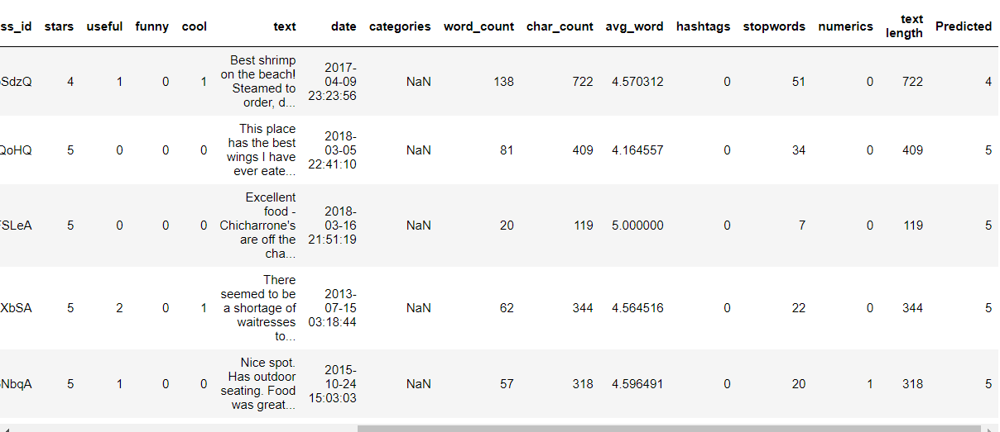 ss_id stars useful funny cool text date categories word_count char_count avg_word hashtags stopwords numerics text length Predicted
SdzQ 4 1 0 1 Best shrimp on the beach! Steamed to order, d... 2017-04-09 23:23:56 NaN 138 722 4.570312 0 51 0 722 4
QoHQ 5 0 0 0 This place has the best wings I have ever eate... 2018-03-05 22:41:10 NaN 81 409 4.164557 0 34 0 409 5
SLeA 5 0 0 0 Excellent food - Chicharrone's are off the cha... 2018-03-16 21:51:19 NaN 20 119 5.000000 0 7 0 119 5
XbSA 5 2 0 1 There seemed to be a shortage of waitresses to... 2013-07-15 03:18:44 NaN 62 344 4.564516 0 22 0 344 5
NbqA 5 1 0 0 Nice spot. Has outdoor seating. Food was great... 2015-10-24 15:03:03 NaN 57 318 4.596491 0 20 1 318 5